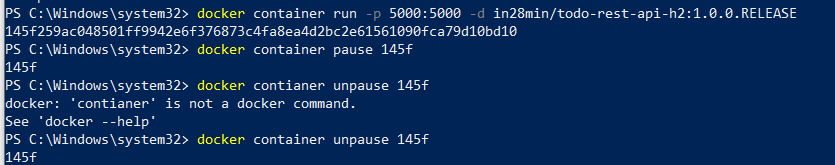 PS C:\Windows\system32> docker container run -p 5000:5000 -d in28min/todo-rest-api-h2:1.0.0.RELEASE
145f259ac048501ff9942e6f376873c4fa8ea4d2bc2e61561090fca79d10bd10
PS C:\Windows\system32> docker container pause 145f
145f
PS C:\Windows\system32> docker contianer unpause 145f
docker: 'contianer' is not a docker command.
See 'docker --help'
PS C:\Windows\system32> docker container unpause 145f
145f